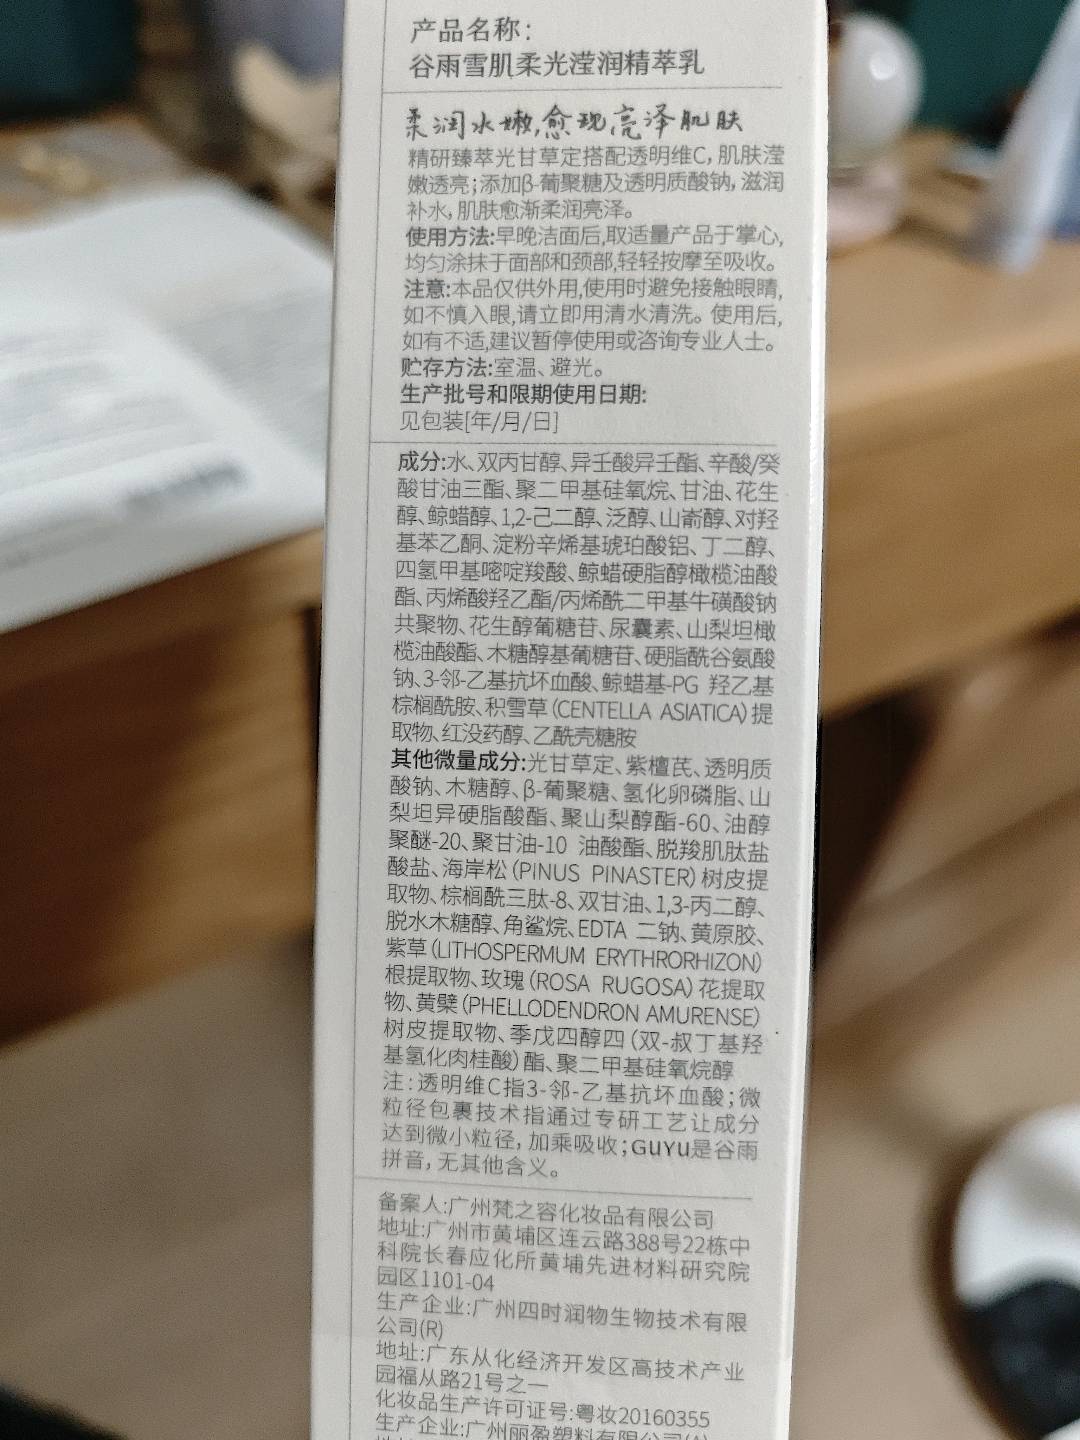 产品名称:
谷雨雪肌柔光滢润精萃乳
柔润水嫩,愈现亮泽肌肤
精研臻萃光甘草定搭配透明维C,肌肤滢
嫩透亮;添加β-葡聚糖及透明质酸钠,滋润
补水,肌肤愈渐柔润亮泽。
使用方法:早晚洁面后,取适量产品于掌心,
均匀涂抹于面部和颈部,轻轻按摩至吸收。
注意:本品仅供外用,使用时避免接触眼睛,
如不慎入眼,请立即用清水清洗。使用后,
如有不适,建议暂停使用或咨询专业人士。
贮存方法:室温、避光。
生产批号和限期使用日期:
见包装[年/月/日]
成分:水、双丙甘醇、异壬酸异壬酯、辛酸/癸
酸甘油三酯、聚二甲基硅氧烷、甘油、花生
醇、鲸蜡醇、1,2-己二醇、泛醇、山嵛醇、对羟
基苯乙酮、淀粉辛烯基琥珀酸铝、丁二醇、
四氢甲基嘧啶羧酸、鲸蜡硬脂醇橄榄油酸
酯、丙烯酸羟乙酯/丙烯酰二甲基牛磺酸钠
共聚物、花生醇葡糖苷、尿囊素、山梨坦橄
榄油酸酯、木糖醇基葡糖苷、硬脂酰谷氨酸
钠、3-邻-乙基抗坏血酸、鲸蜡基-PG 羟乙基
棕榈酰胺、积雪草(CENTELLA ASIATICA)提
取物、红没药醇、乙酰壳糖胺
其他微量成分:光甘草定、紫檀芪、透明质
酸钠、木糖醇、β-葡聚糖、氢化卵磷脂、山
梨坦异硬脂酸酯、聚山梨醇酯-60、油醇
聚醚-20、聚甘油-10 油酸酯、脱羧肌肽盐
酸盐、海岸松(PINUS PINASTER)树皮提
取物、棕榈酰三肽-8、双甘油、1,3-丙二醇、
脱水木糖醇、角鲨烷、EDTA 二钠、黄原胶、
紫草(LITHOSPERMUM ERYTHRORHIZON)
根提取物、玫瑰(ROSA RUGOSA)花提取
物、黄檗(PHELLODENDRON AMURENSE)
树皮提取物、季戊四醇四(双-叔丁基羟
基氢化肉桂酸)酯、聚二甲基硅氧烷醇
注:透明维C指3-邻-乙基抗坏血酸;微
粒径包裹技术指通过专研工艺让成分
达到微小粒径,加乘吸收;GUYU是谷雨
拼音,无其他含义。
备案人:广州梵之容化妆品有限公司
地址:广州市黄埔区连云路388号22栋中
科院长春应化所黄埔先进材料研究院
园区1101-04
生产企业:广州四时润物生物技术有限
公司(R)
地址:广东从化经济开发区高技术产业
园福从路21号之一
化妆品生产许可证号:粤妆20160355
生产企业:广州丽盈塑料有限公司(A)